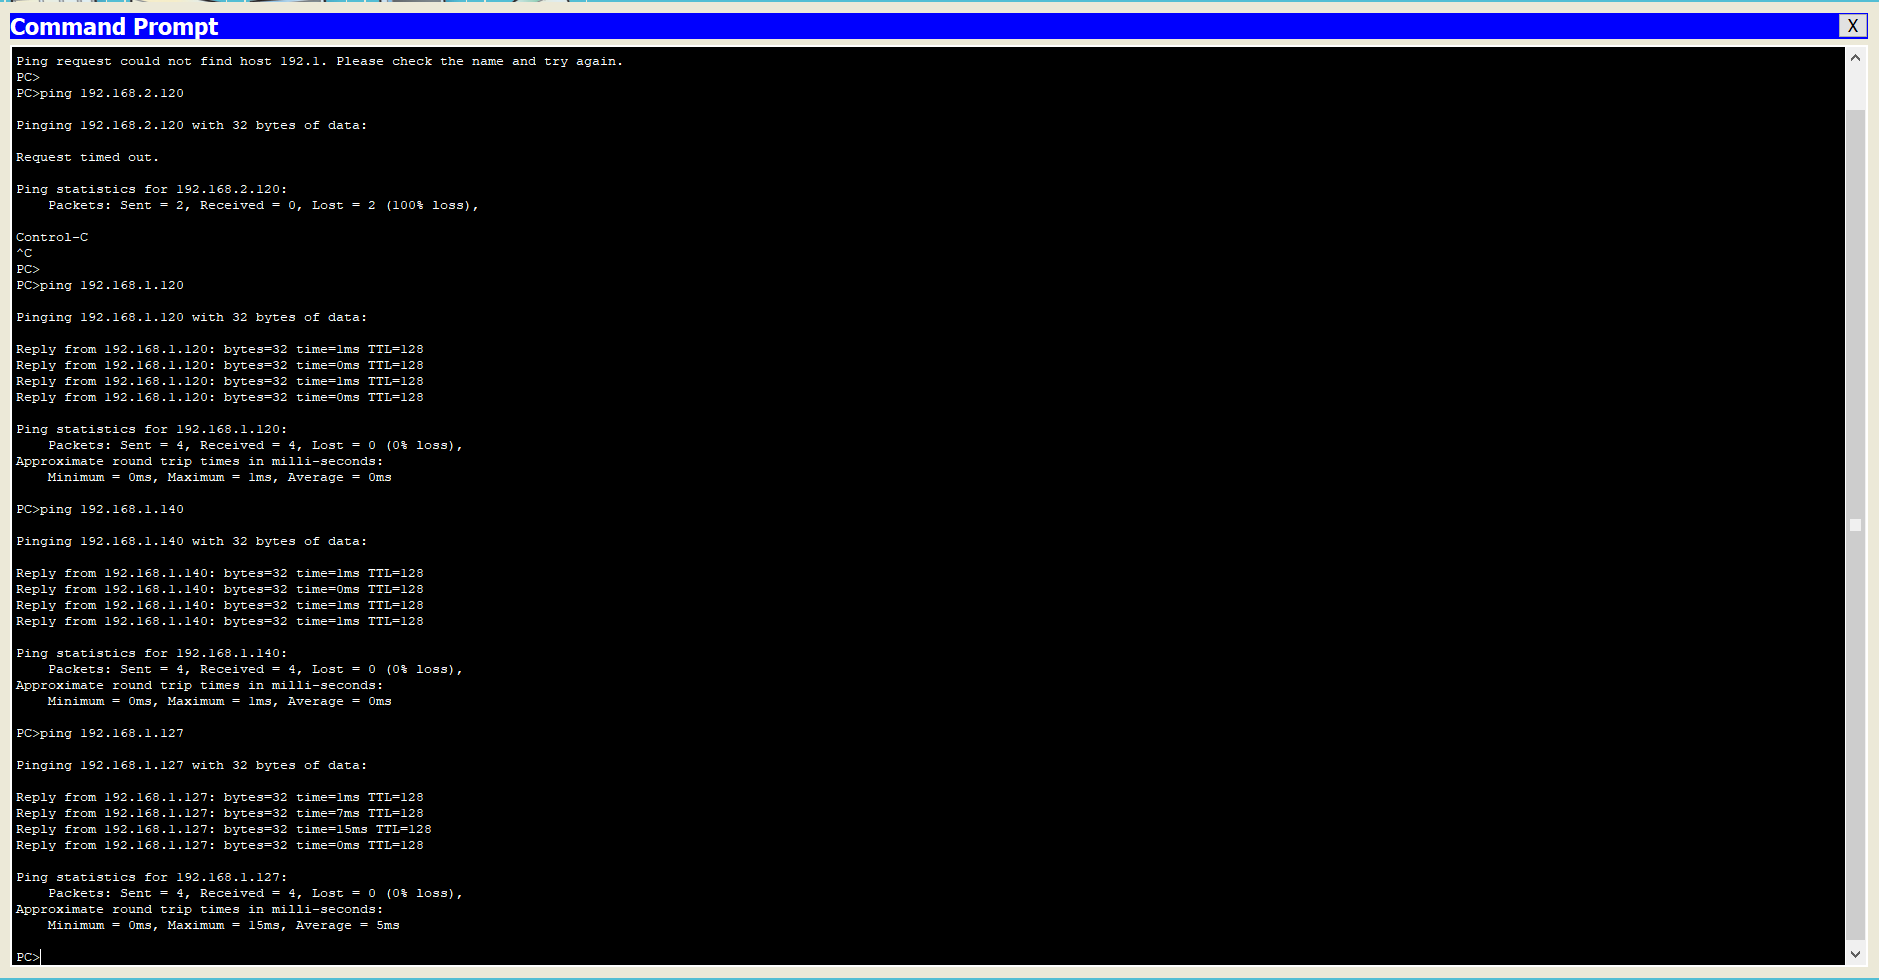 Command Prompt
X
Ping request could not find host 192.1. Please check the name and try again.
PC>
PC>ping 192.168.2.120
Pinging 192.168.2.120 with 32 bytes of data:
Request timed out.
Ping statistics for 192.168.2.120:
Packets: Sent = 2, Received = 0, Lost = 2 (100% loss),
Control-C
^C
PC>
PC>ping 192.168.1.120
Pinging 192.168.1.120 with 32 bytes of data:
Reply from 192.168.1.120: bytes=32 time=1ms TTL=128
Reply from 192.168.1.120: bytes=32 time=0ms TTL=128
Reply from 192.168.1.120: bytes=32 time=1ms TTL=128
Reply from 192.168.1.120: bytes=32 time=0ms TTL=128
Ping statistics for 192.168.1.120:
Packets: Sent = 4, Received = 4, Lost = 0 (0% loss),
Approximate round trip times in milli-seconds:
Minimum = 0ms, Maximum = 1ms, Average = 0ms
PC>ping 192.168.1.140
Pinging 192.168.1.140 with 32 bytes of data:
Reply from 192.168.1.140: bytes=32 time=1ms TTL=128
Reply from 192.168.1.140: bytes=32 time=0ms TTL=128
Reply from 192.168.1.140: bytes=32 time=1ms TTL=128
Reply from 192.168.1.140: bytes=32 time=1ms TTL=128
Ping statistics for 192.168.1.140:
Packets: Sent = 4, Received = 4, Lost = 0 (0% loss),
Approximate round trip times in milli-seconds:
Minimum = 0ms, Maximum = 1ms, Average = 0ms
PC>ping 192.168.1.127
Pinging 192.168.1.127 with 32 bytes of data:
Reply from 192.168.1.127: bytes=32 time=1ms TTL=128
Reply from 192.168.1.127: bytes=32 time=7ms TTL=128
Reply from 192.168.1.127: bytes=32 time=15ms TTL=128
Reply from 192.168.1.127: bytes=32 time=0ms TTL=128
Ping statistics for 192.168.1.127:
Packets: Sent = 4, Received = 4, Lost = 0 (0% loss),
Approximate round trip times in milli-seconds:
Minimum = 0ms, Maximum = 15ms, Average = 5ms
PC>